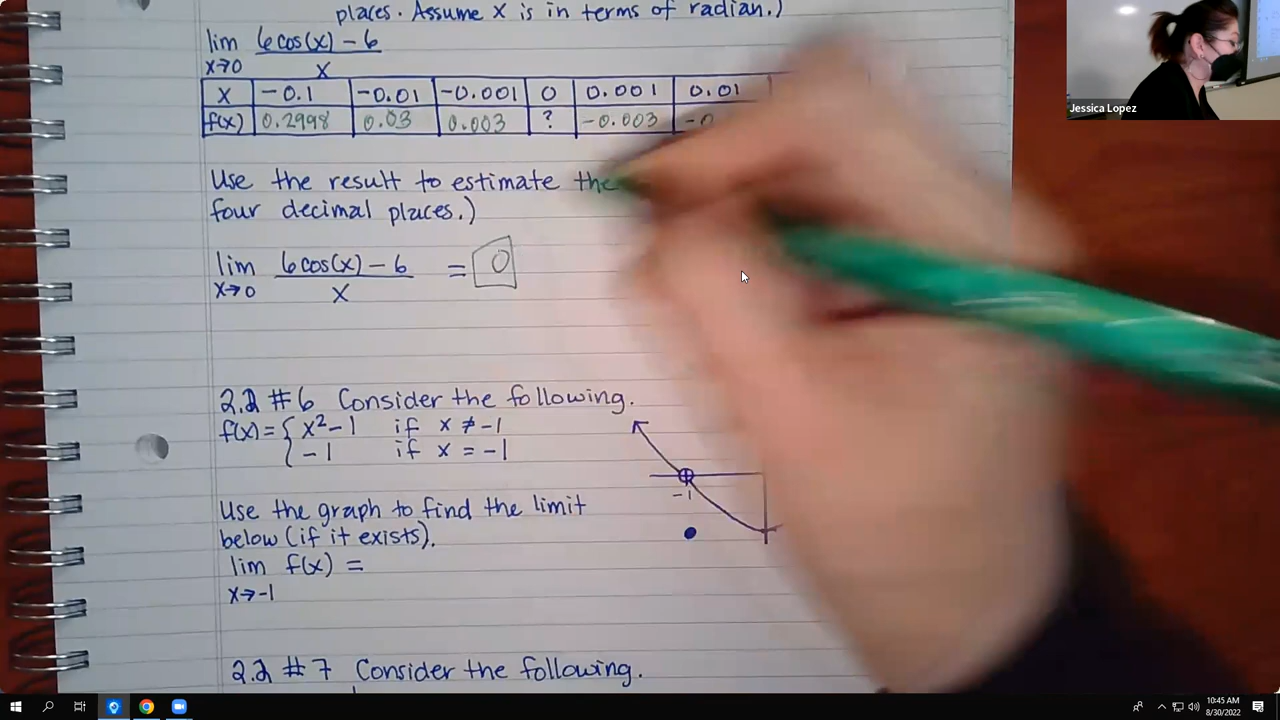 places. Assume x is in terms of radian.)
lim 6cos(x) - 6
x→0 x
x -0.1 -0.01 -0.001 0 0.001 0.01
f(x) 0.2998 0.03 0.003 ? -0.003 -0
Use the result to estimate the
four decimal places.)
lim 6cos(x) - 6 = 0
x→0 x
2.2 #6 Consider the following.
f(x) = { x² - 1 if x ≠ -1
-1 if x = -1
-1
Use the graph to find the limit
below (if it exists).
lim f(x) =
x→-1
2.2 #7 Consider the following.
Jessica Lopez
10:45 AM
8/30/2022